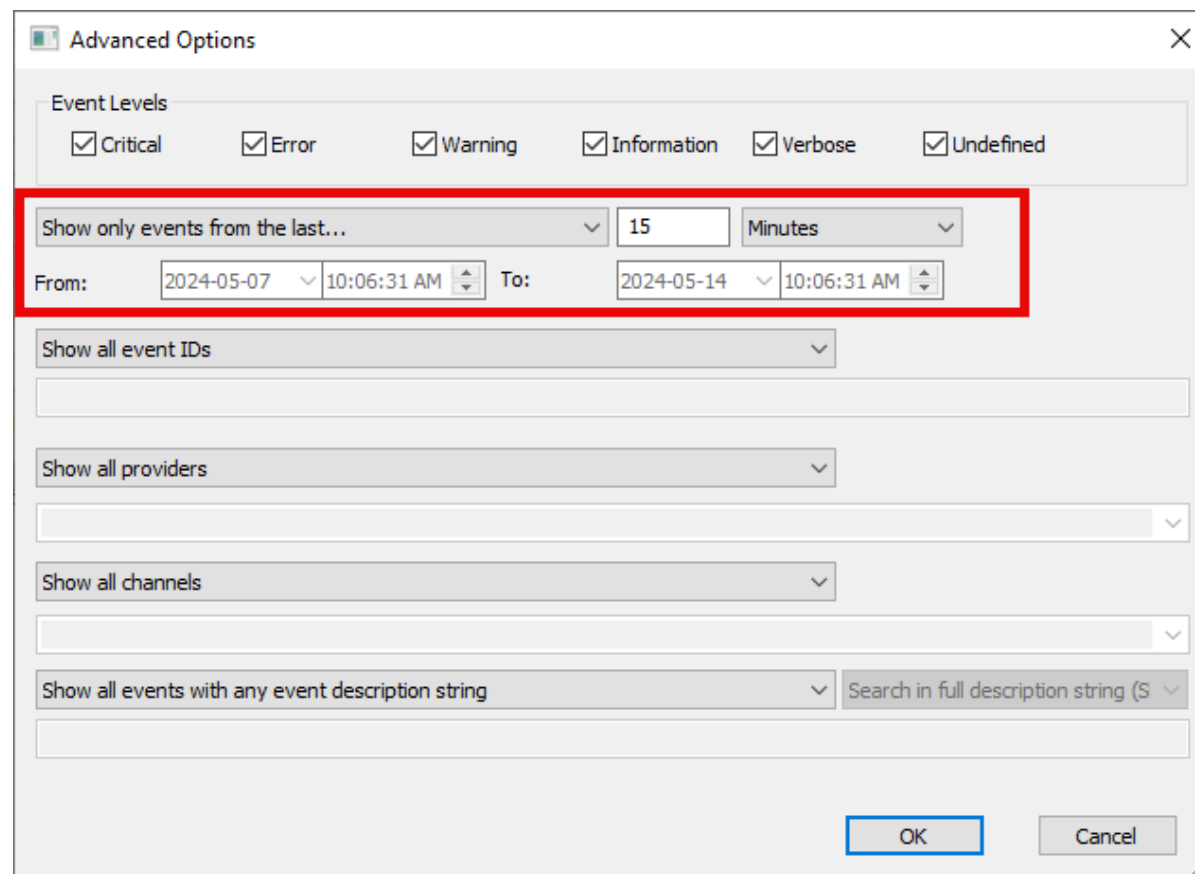 Advanced Options
Event Levels
Critical Error Warning Information Verbose Undefined
Show only events from the last... 15 Minutes
From: 2024-05-07 10:06:31 AM To: 2024-05-14 10:06:31 AM
Show all event IDs
Show all providers
Show all channels
Show all events with any event description string Search in full description string (S
OK Cancel